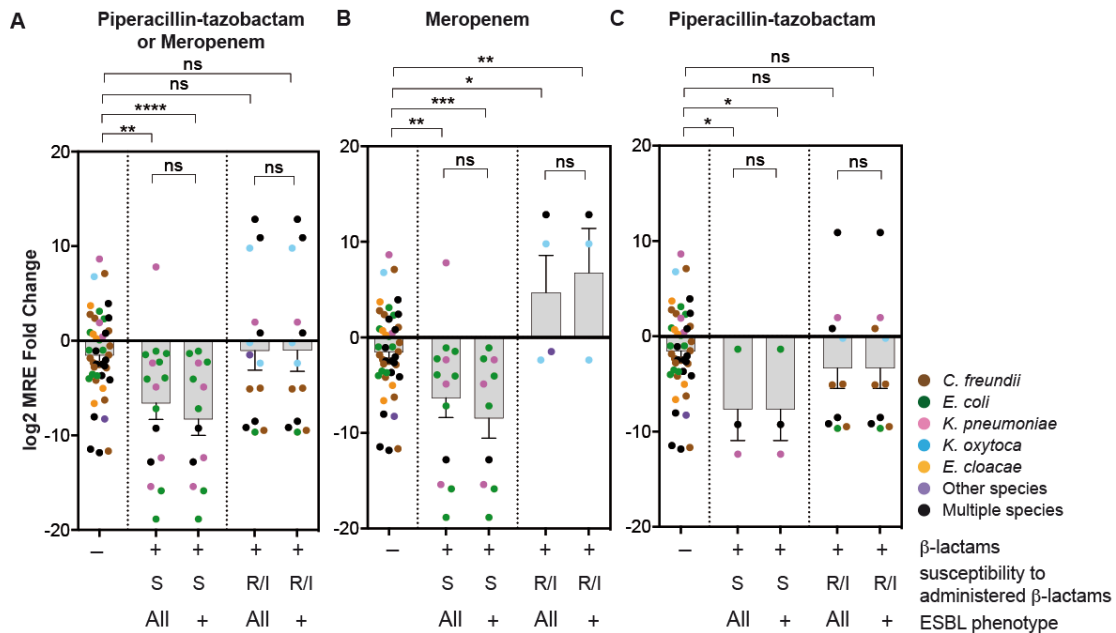 A
Piperacillin-tazobactam
or Meropenem
B
Meropenem
C
Piperacillin-tazobactam
ns
ns
****
**
ns
ns
**
*
***
**
ns
ns
ns
ns
*
*
ns
ns
log2 MRE Fold Change
20
10
0
-10
-20
20
10
0
-10
-20
20
10
0
-10
-20
C. freundii
E. coli
K. pneumoniae
K. oxytoca
E. cloacae
Other species
Multiple species
– + + + + – + + + + – + + + + β-lactams
S S R/I R/I S S R/I R/I S S R/I R/I susceptibility to
administered β-lactams
All + All + All + All + All + All + ESBL phenotype